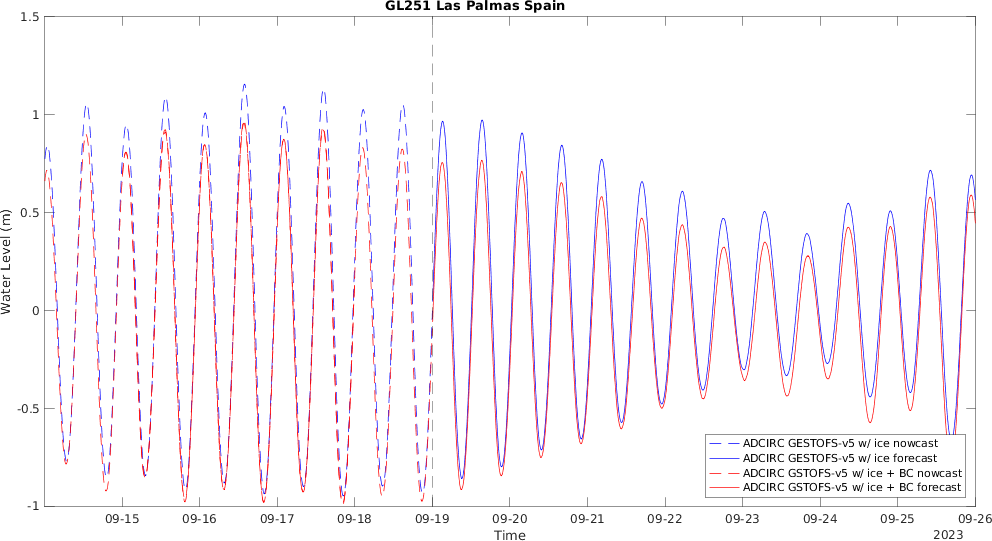 GL251 Las Palmas Spain
1.5
1
0.5
0
-0.5
-1
Water Level (m)
09-15 09-16 09-17 09-18 09-19 09-20 09-21 09-22 09-23 09-24 09-25 09-26
Time
2023
ADCIRC GESTOFS-v5 w/ ice nowcast
ADCIRC GESTOFS-v5 w/ ice forecast
ADCIRC GSTOFS-v5 w/ ice + BC nowcast
ADCIRC GSTOFS-v5 w/ ice + BC forecast